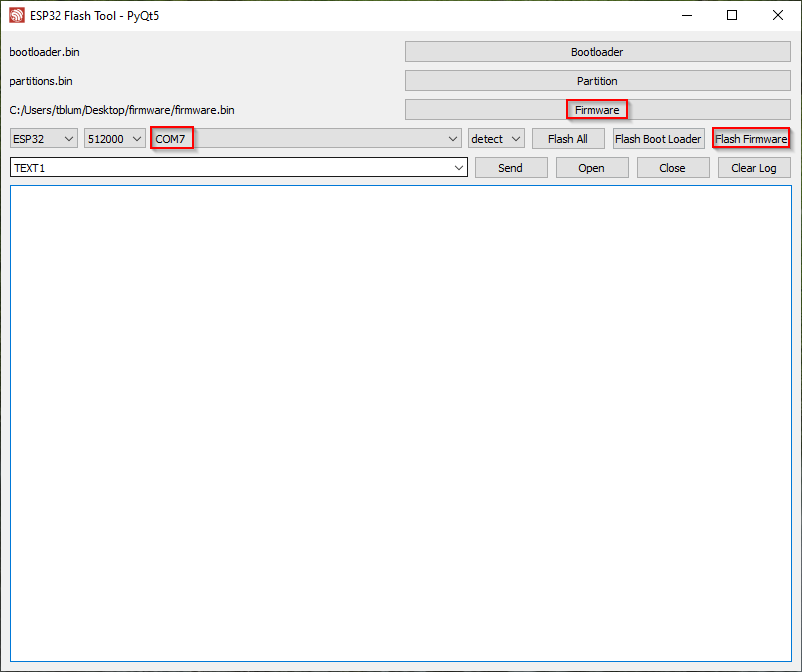 ESP32 Flash Tool - PyQt5
bootloader.bin Bootloader
partitions.bin Partition
C:/Users/tblum/Desktop/firmware/firmware.bin Firmware
ESP32 512000 COM7 detect Flash All Flash Boot Loader Flash Firmware
TEXT1 Send Open Close Clear Log